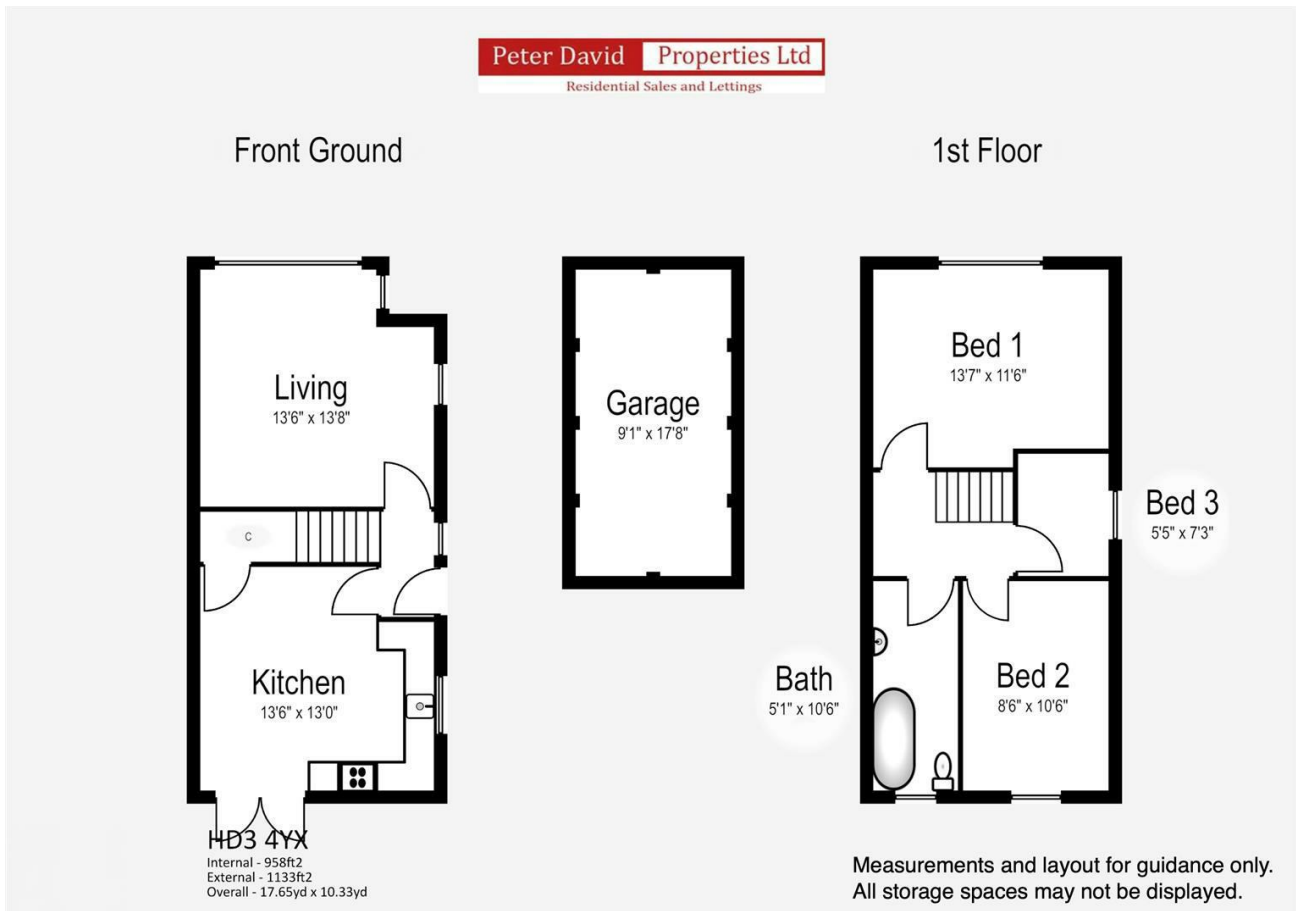 Peter David Properties Ltd
Residential Sales and Lettings
Front Ground
1st Floor
Living
13'6" x 13'8"
C
Kitchen
13'6" x 13'0"
Garage
9'1" x 17'8"
Bed 1
13'7" x 11'6"
Bed 3
5'5" x 7'3"
Bath
5'1" x 10'6"
Bed 2
8'6" x 10'6"
HD3 4YX
Internal - 958ft2
External - 1133ft2
Overall - 17.65yd x 10.33yd
Measurements and layout for guidance only.
All storage spaces may not be displayed.